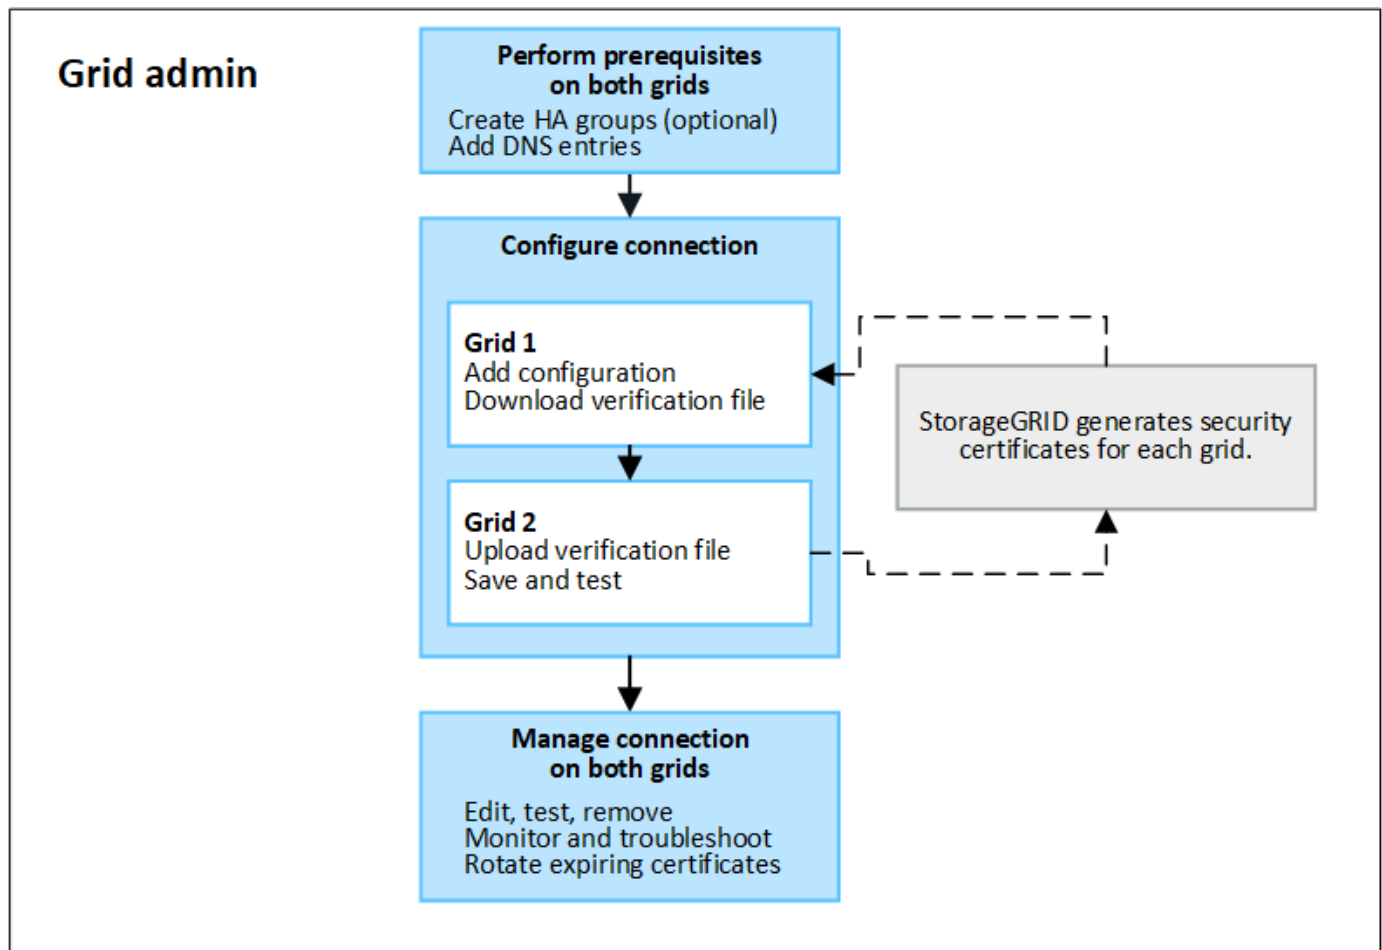 Grid admin
Perform prerequisites
on both grids
Create HA groups (optional)
Add DNS entries
Configure connection
Grid 1
Add configuration
Download verification file
StorageGRID generates security
certificates for each grid.
Grid 2
Upload verification file
Save and test
Manage connection
on both grids
Edit, test, remove
Monitor and troubleshoot
Rotate expiring certificates